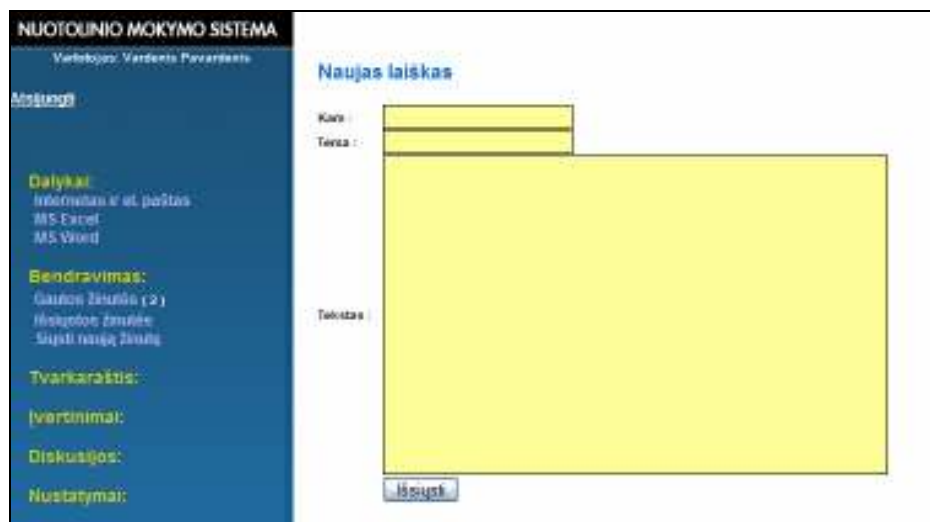 NUOTOLINIO MOKYMO SISTEMA
Vartotojas: Vardenis Pavardenis
Atsijungti
Dalykai:
Internetas ir el. paštas
MS Excel
MS Word
Bendravimas:
Gautos žinutės (2)
Išsiųstos žinutės
Siųsti naują žinutę
Tvarkaraštis:
Įvertinimai:
Diskusijos:
Nustatymai:
Naujas laiškas
Kam :
Tema :
Tekstas :
Išsiųsti